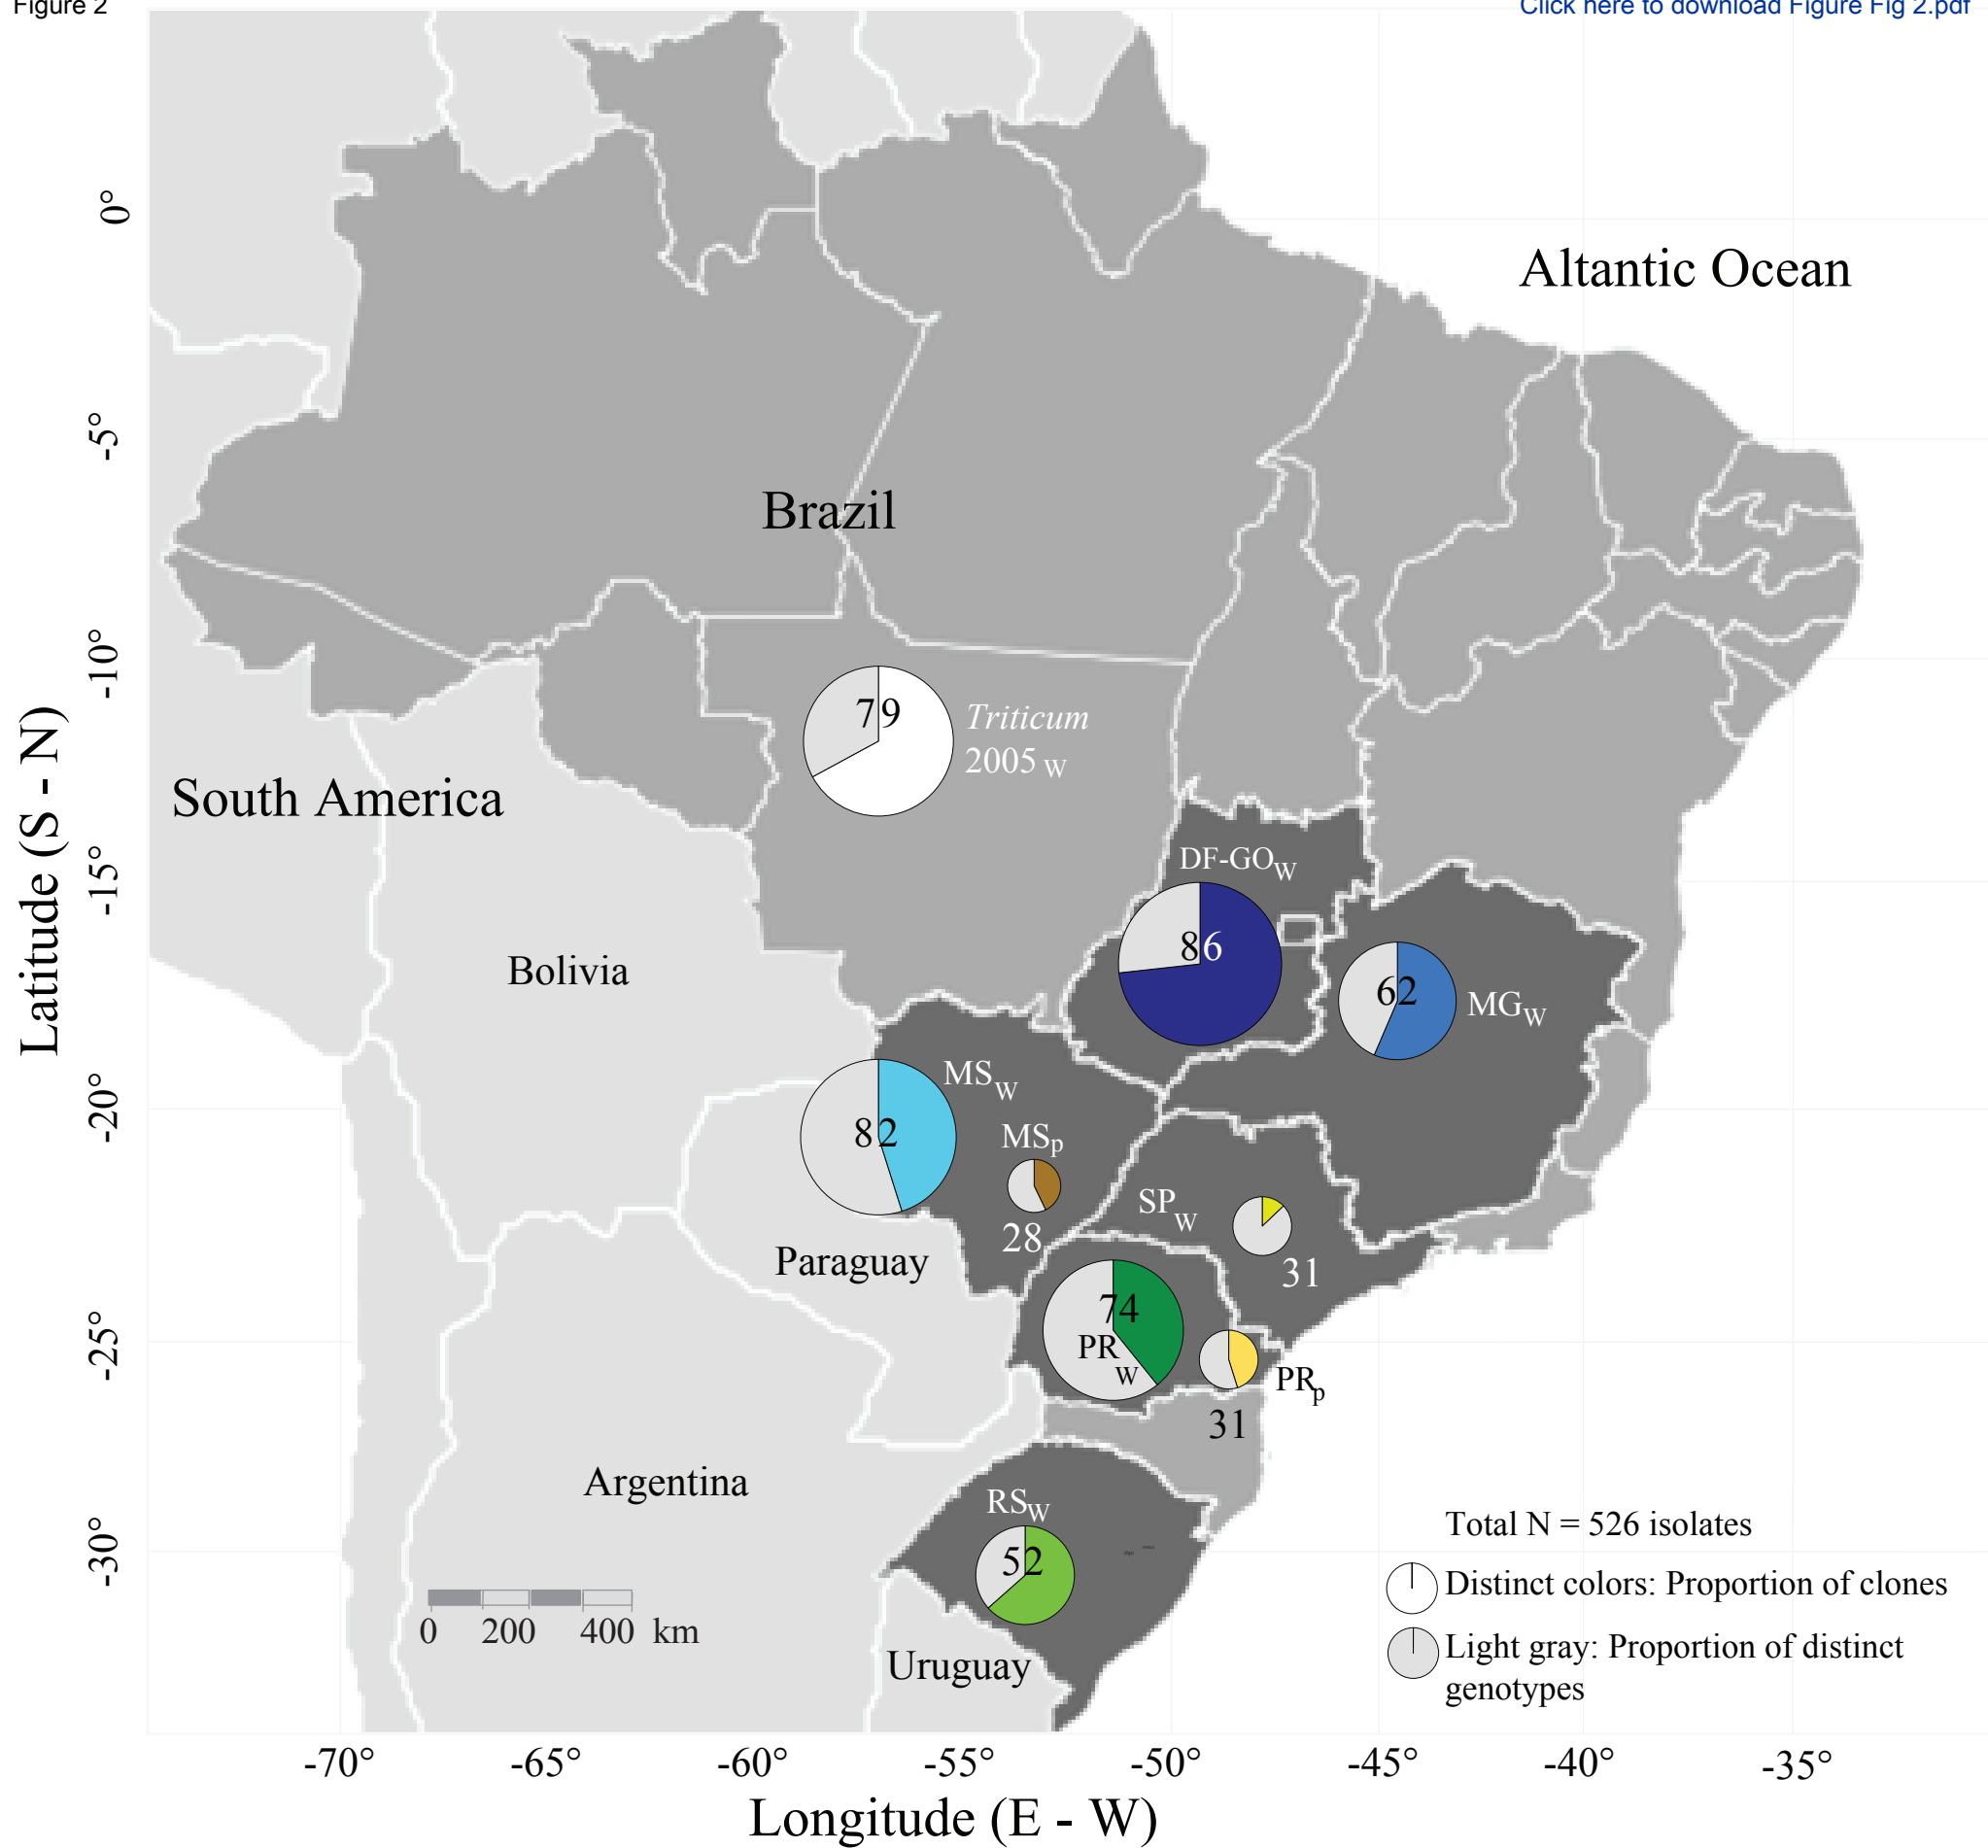 Figure 2
Click here to download Figure Fig 2.pdf
0°
Altantic Ocean
-5°
Brazil
-10°
79
Triticum
2005 W
South America
Latitude (S - N)
-15°
DF-GOW
86
Bolivia
62
MGW
MSW
-20°
82
MSp
28
SPW
31
Paraguay
74
PR
W
-25°
PRp
31
Argentina
RSW
52
-30°
Total N = 526 isolates
Distinct colors: Proportion of clones
Light gray: Proportion of distinct
genotypes
0 200 400 km
Uruguay
-70° -65° -60° -55° -50° -45° -40° -35°
Longitude (E - W)